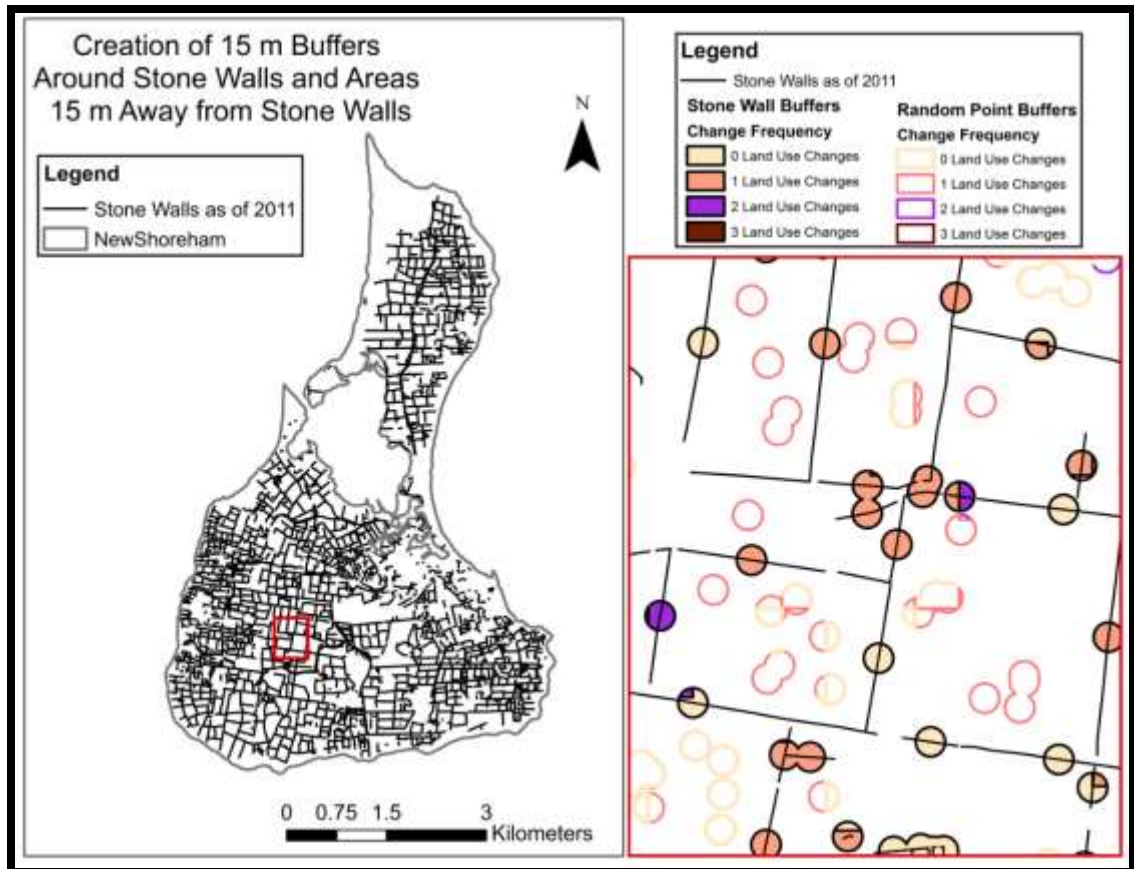 Creation of 15 m Buffers
Around Stone Walls and Areas
15 m Away from Stone Walls
N
Legend
Stone Walls as of 2011
NewShoreham
0 0.75 1.5 3
Kilometers
Legend
Stone Walls as of 2011
Stone Wall Buffers
Change Frequency
0 Land Use Changes
1 Land Use Changes
2 Land Use Changes
3 Land Use Changes
Random Point Buffers
Change Frequency
0 Land Use Changes
1 Land Use Changes
2 Land Use Changes
3 Land Use Changes